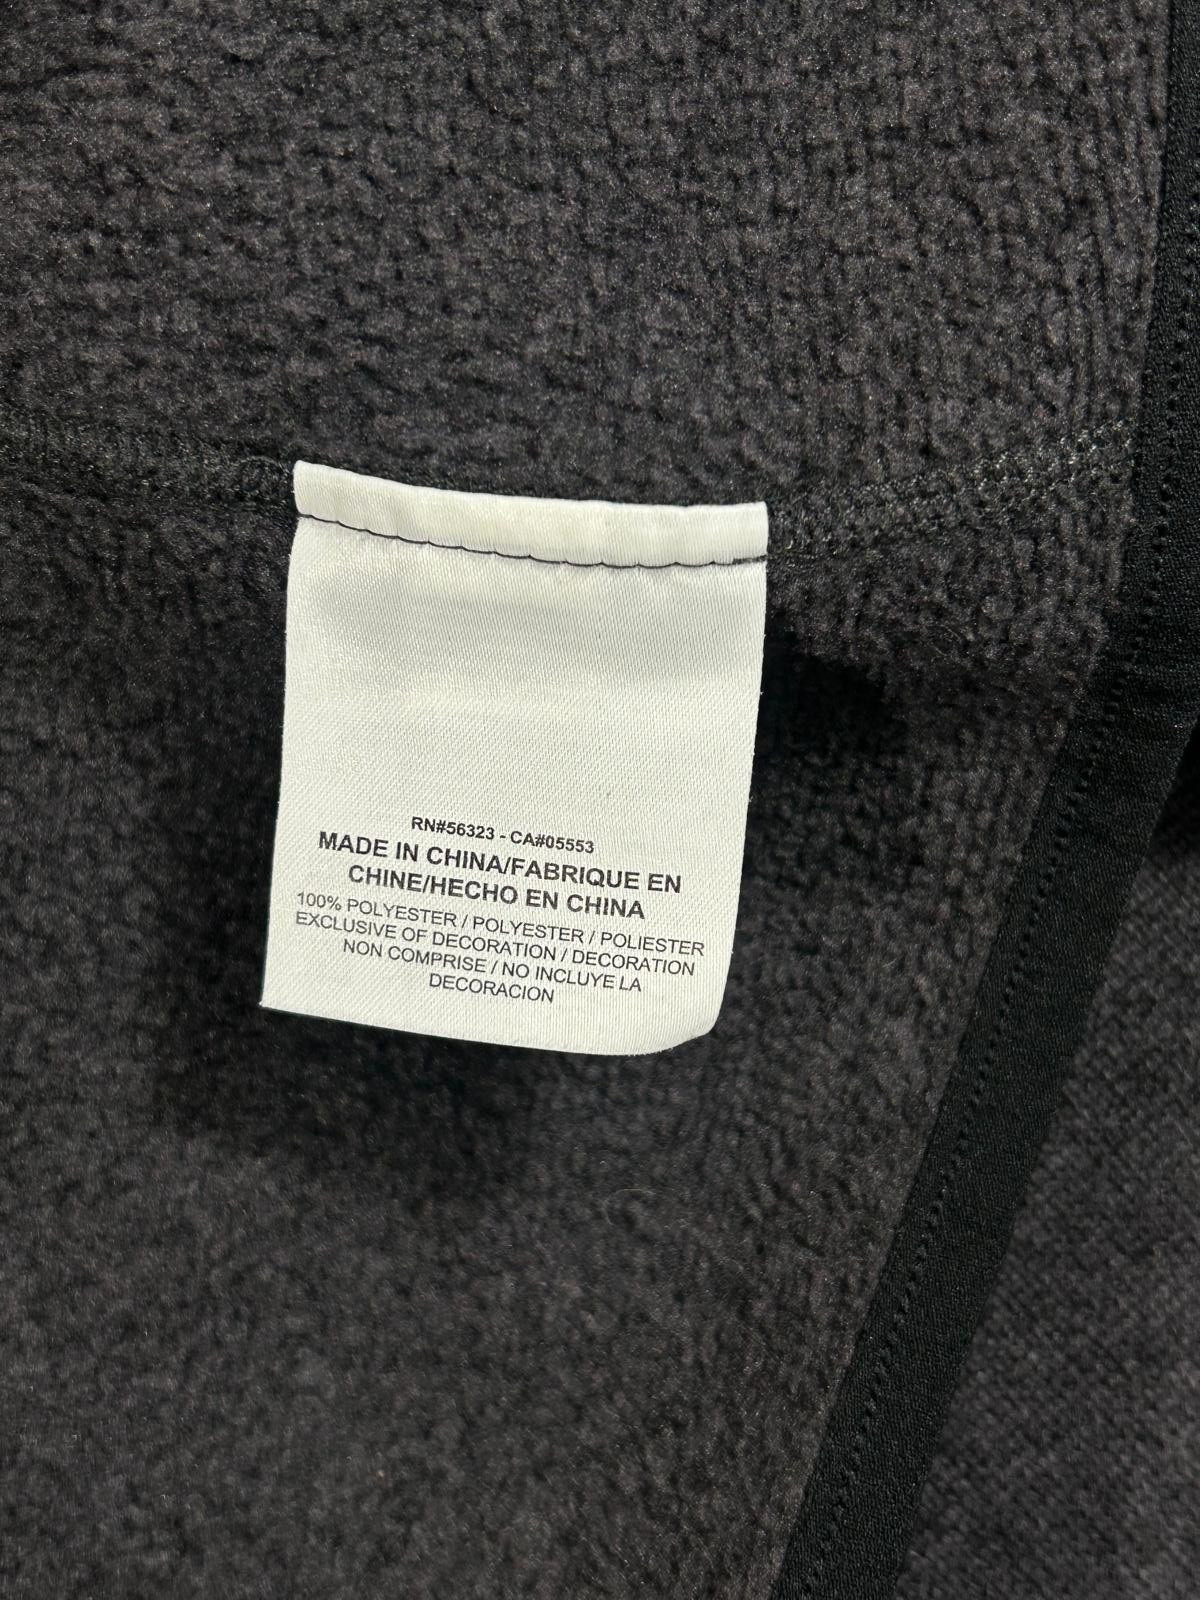 RN#56323 - CA#05553
MADE IN CHINA/FABRIQUE EN
CHINE/HECHO EN CHINA
100% POLYESTER / POLYESTER / POLIESTER
EXCLUSIVE OF DECORATION / DECORATION
NON COMPRISE / NO INCLUYE LA
DECORACION